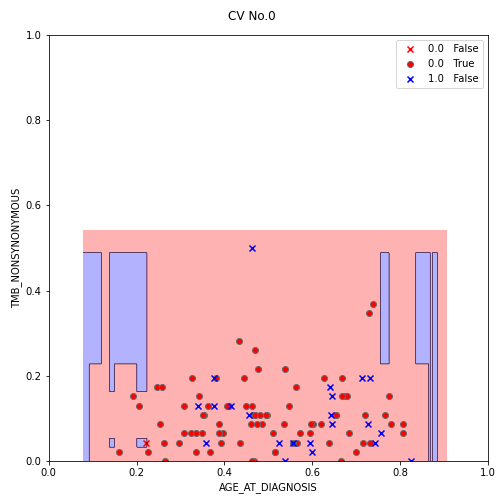 CV No.0
1.0
0.8
0.6
0.4
0.2
0.0
TMB_NONSYNONYMOUS
0.0 False
0.0 True
1.0 False
0.0 0.2 0.4 0.6 0.8 1.0
AGE_AT_DIAGNOSIS